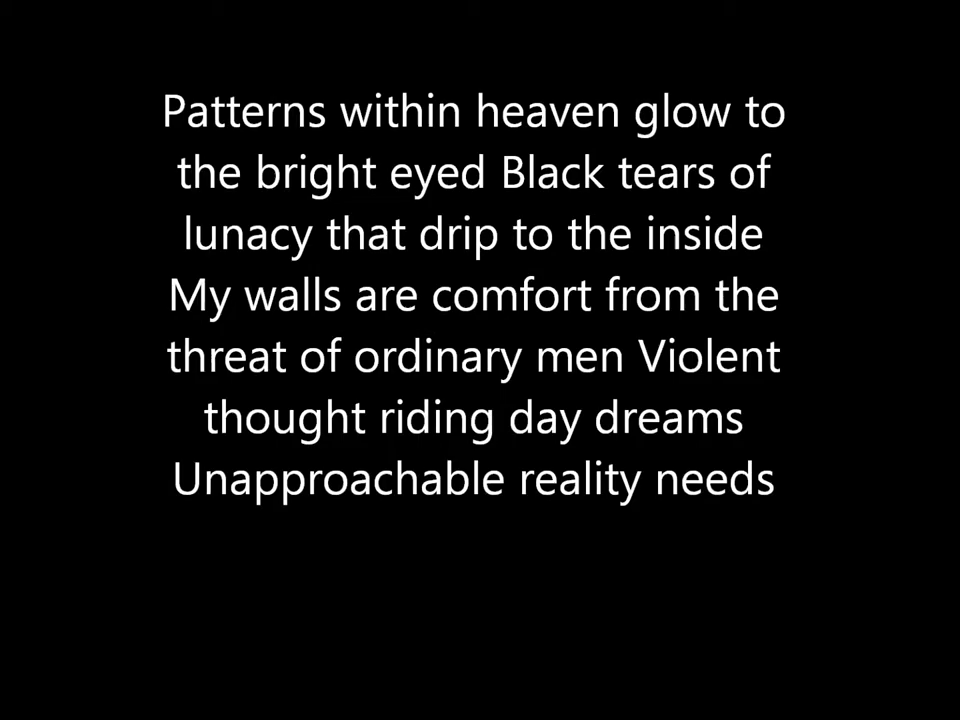 Patterns within heaven glow to
the bright eyed Black tears of
lunacy that drip to the inside
My walls are comfort from the
threat of ordinary men Violent
thought riding day dreams
Unapproachable reality needs